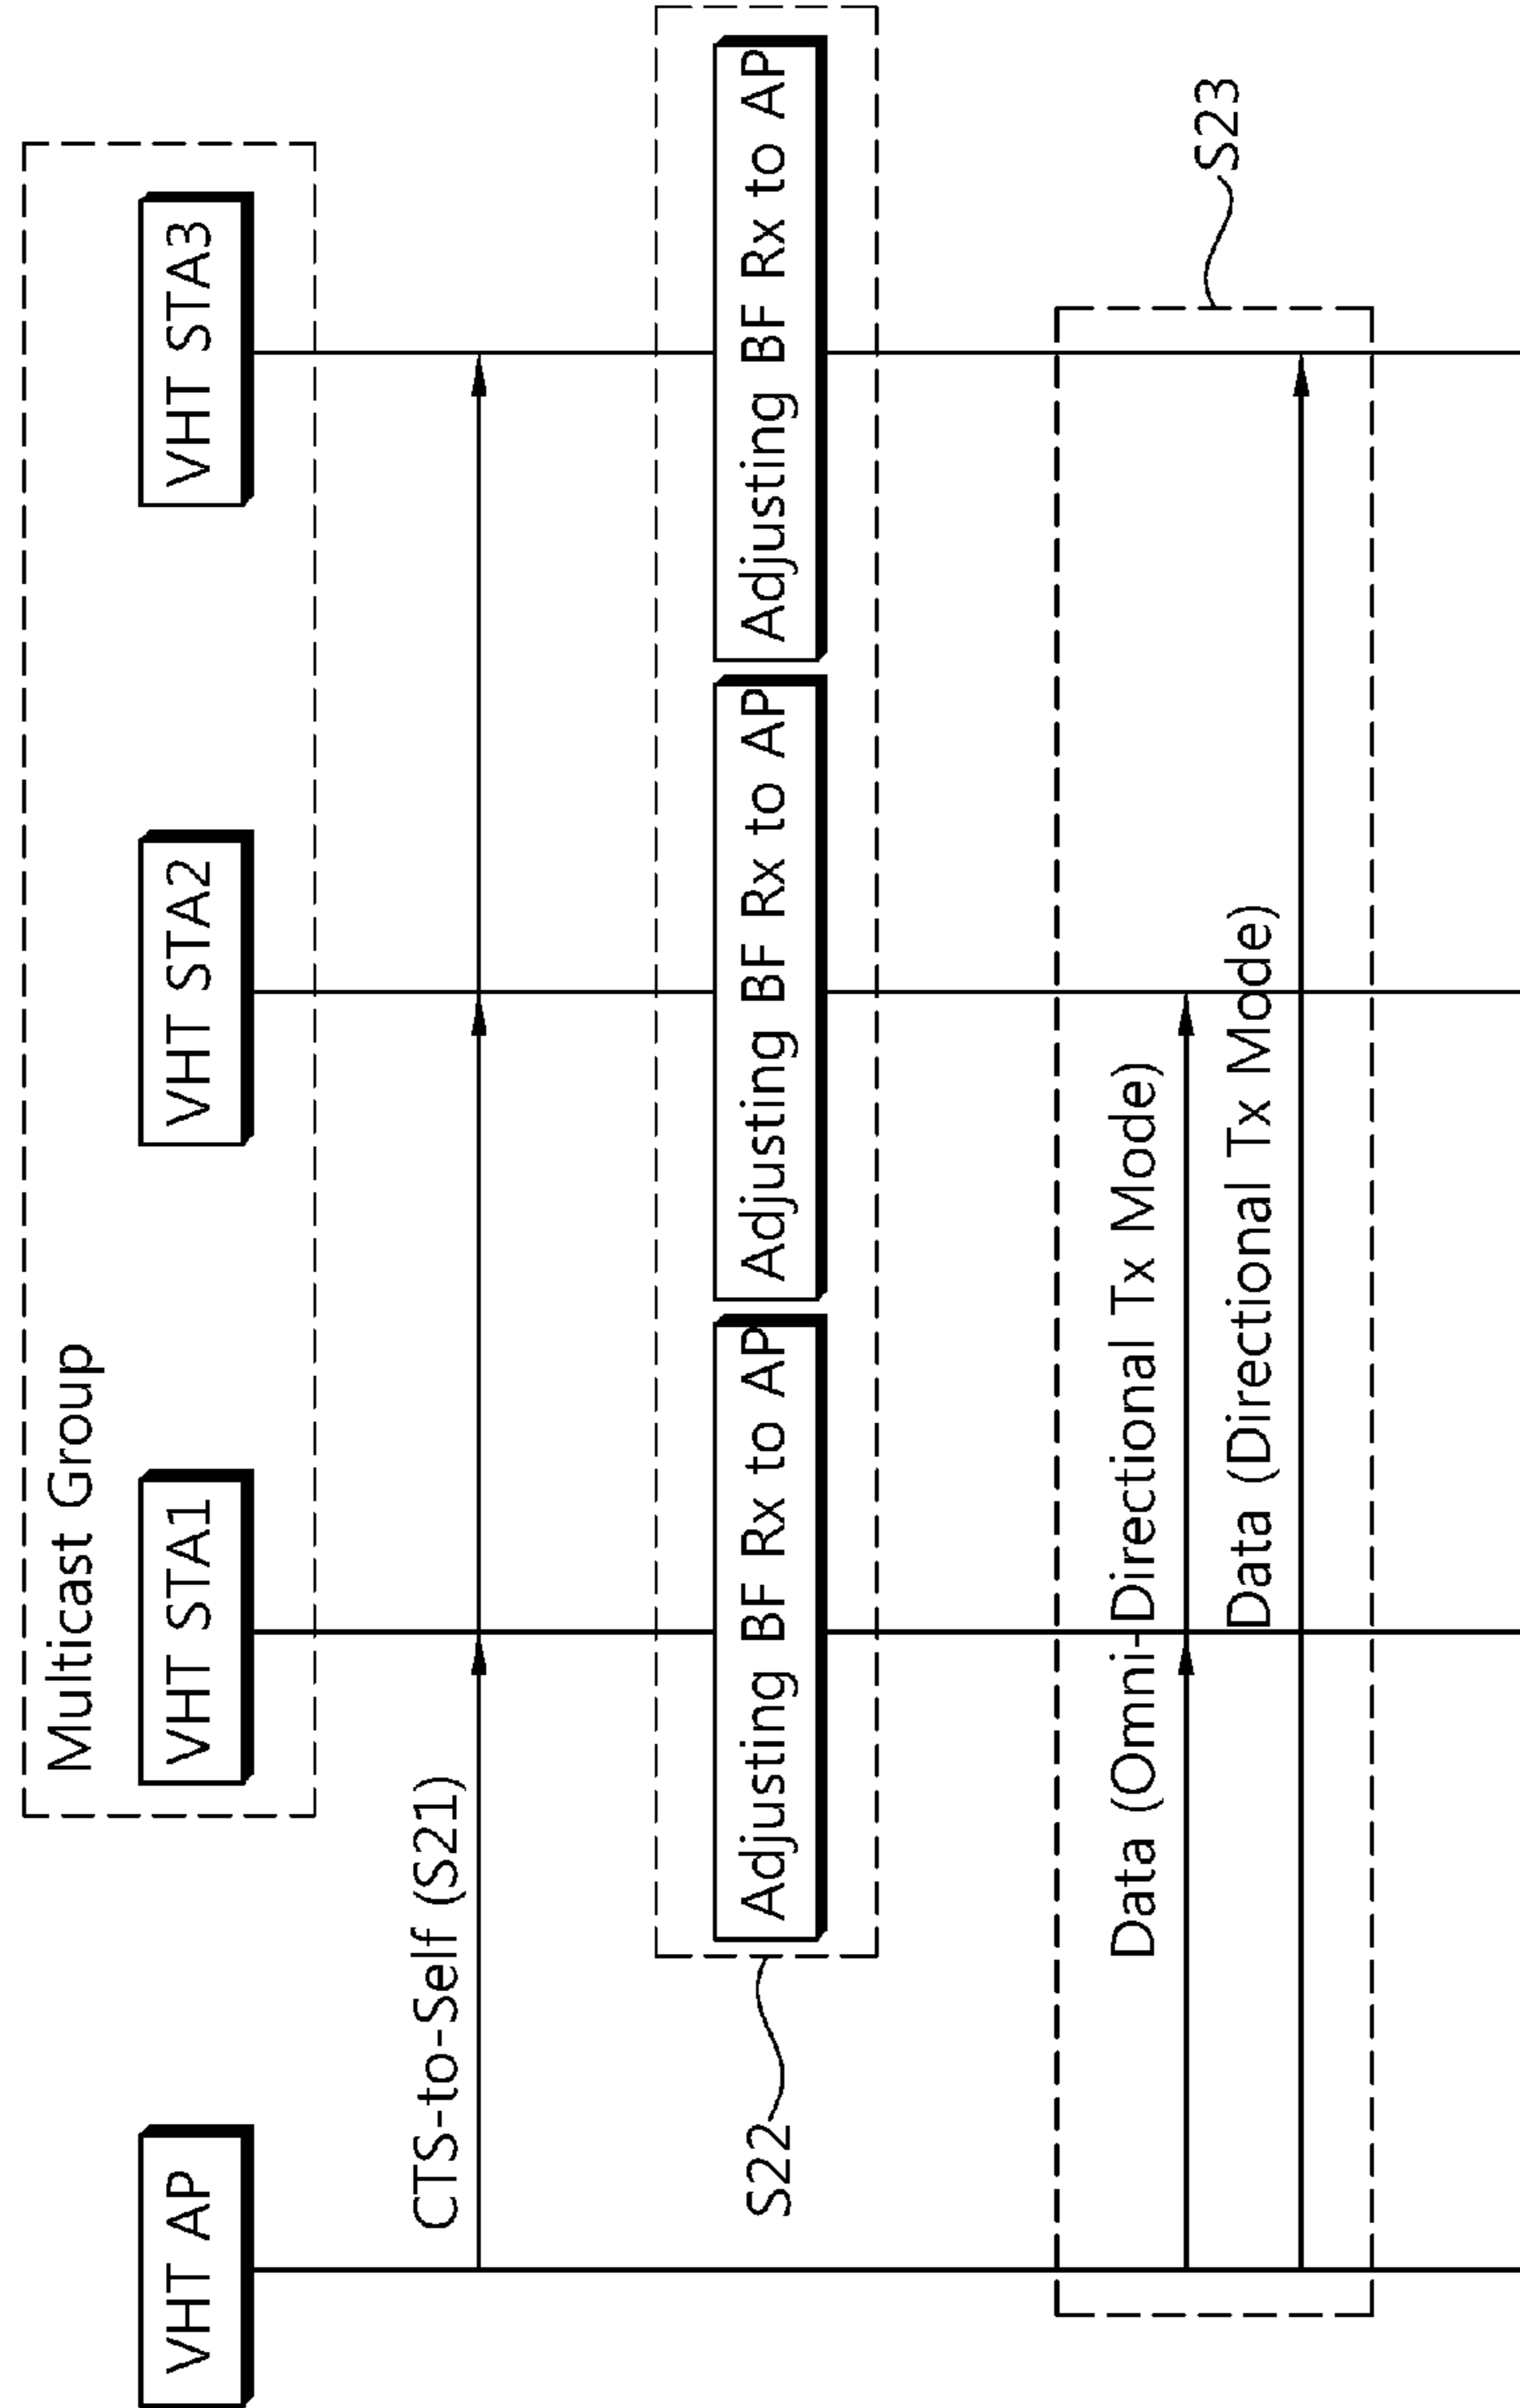 Multicast Group
VHT AP
VHT STA1
VHT STA2
VHT STA3
CTS-to-Self (S21)
S22
Adjusting BF Rx to AP
Adjusting BF Rx to AP
Adjusting BF Rx to AP
Data (Omni-Directional Tx Mode)
Data (Directional Tx Mode)
S23